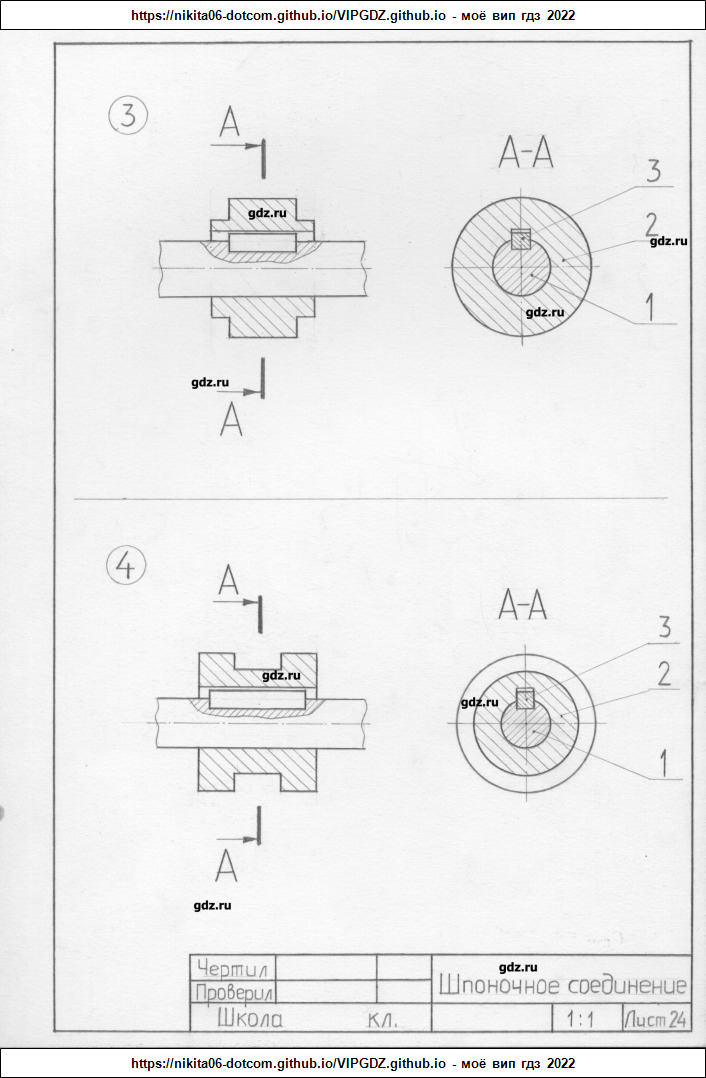 https://nikita06-dotcom.github.io/VIPGDZ.github.io - моё вип гдз 2022
3
А
А-А
3
gdz.ru
2
gdz.ru
1
gdz.ru
gdz.ru
А
4
А
А-А
3
gdz.ru
2
gdz.ru
1
А
gdz.ru
Чертил
gdz.ru
Проверил
Шпоночное соединение
Школа кл.
1:1
Лист 24
https://nikita06-dotcom.github.io/VIPGDZ.github.io - моё вип гдз 2022